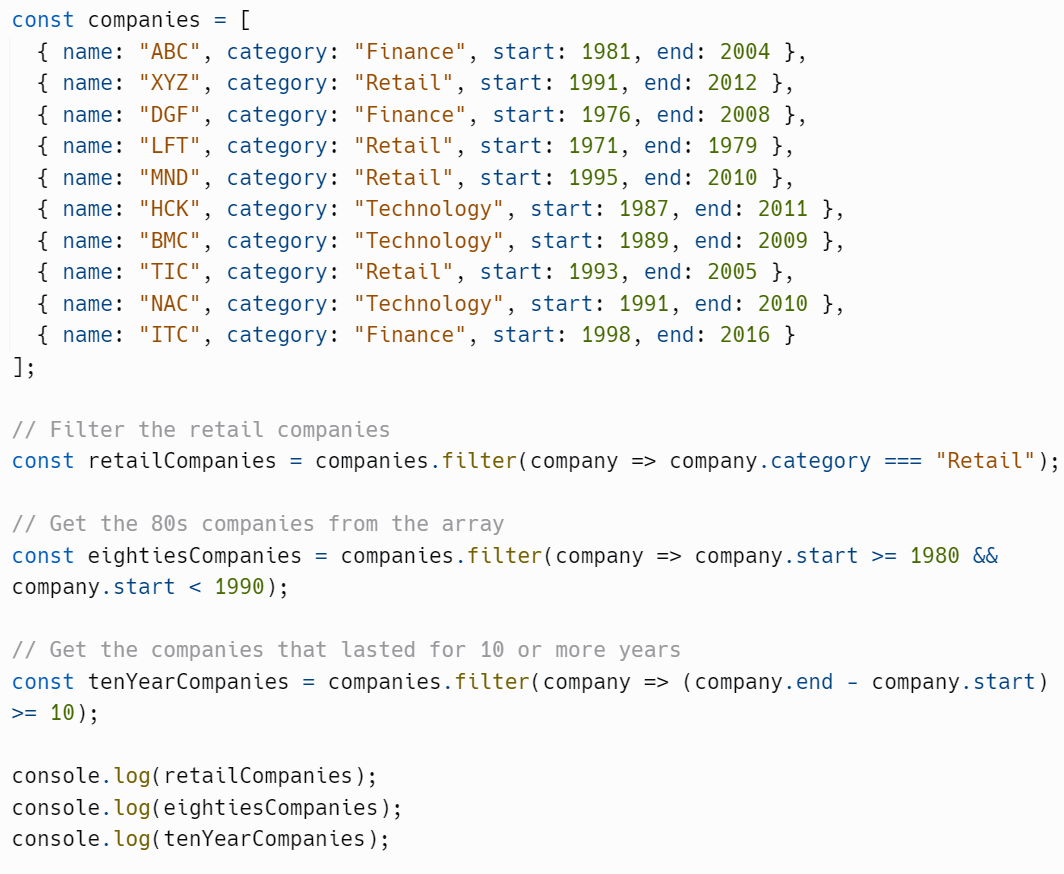 const companies = [
  { name: "ABC", category: "Finance", start: 1981, end: 2004 },
  { name: "XYZ", category: "Retail", start: 1991, end: 2012 },
  { name: "DGF", category: "Finance", start: 1976, end: 2008 },
  { name: "LFT", category: "Retail", start: 1971, end: 1979 },
  { name: "MND", category: "Retail", start: 1995, end: 2010 },
  { name: "HCK", category: "Technology", start: 1987, end: 2011 },
  { name: "BMC", category: "Technology", start: 1989, end: 2009 },
  { name: "TIC", category: "Retail", start: 1993, end: 2005 },
  { name: "NAC", category: "Technology", start: 1991, end: 2010 },
  { name: "ITC", category: "Finance", start: 1998, end: 2016 }
];

// Filter the retail companies
const retailCompanies = companies.filter(company => company.category === "Retail");

// Get the 80s companies from the array
const eightiesCompanies = companies.filter(company => company.start >= 1980 &&
company.start < 1990);

// Get the companies that lasted for 10 or more years
const tenYearCompanies = companies.filter(company => (company.end - company.start)
>= 10);

console.log(retailCompanies);
console.log(eightiesCompanies);
console.log(tenYearCompanies);